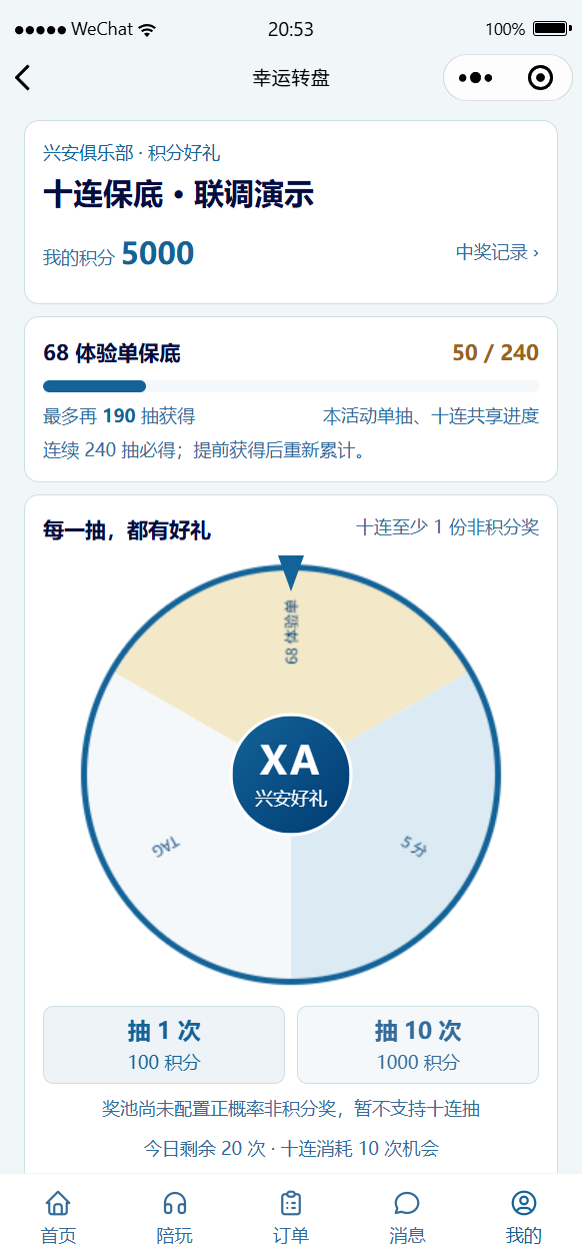 ●●●●● WeChat 20:53 100%
幸运转盘
兴安俱乐部 · 积分好礼
十连保底 · 联调演示
我的积分 5000 中奖记录 ›
68 体验单保底 50 / 240
最多再 190 抽获得 本活动单抽、十连共享进度
连续 240 抽必得；提前获得后重新累计。
每一抽，都有好礼 十连至少 1 份非积分奖
68 体验单
XA
兴安好礼
TAG 5 分
抽 1 次 抽 10 次
100 积分 1000 积分
奖池尚未配置正概率非积分奖，暂不支持十连抽
今日剩余 20 次 · 十连消耗 10 次机会
首页 陪玩 订单 消息 我的